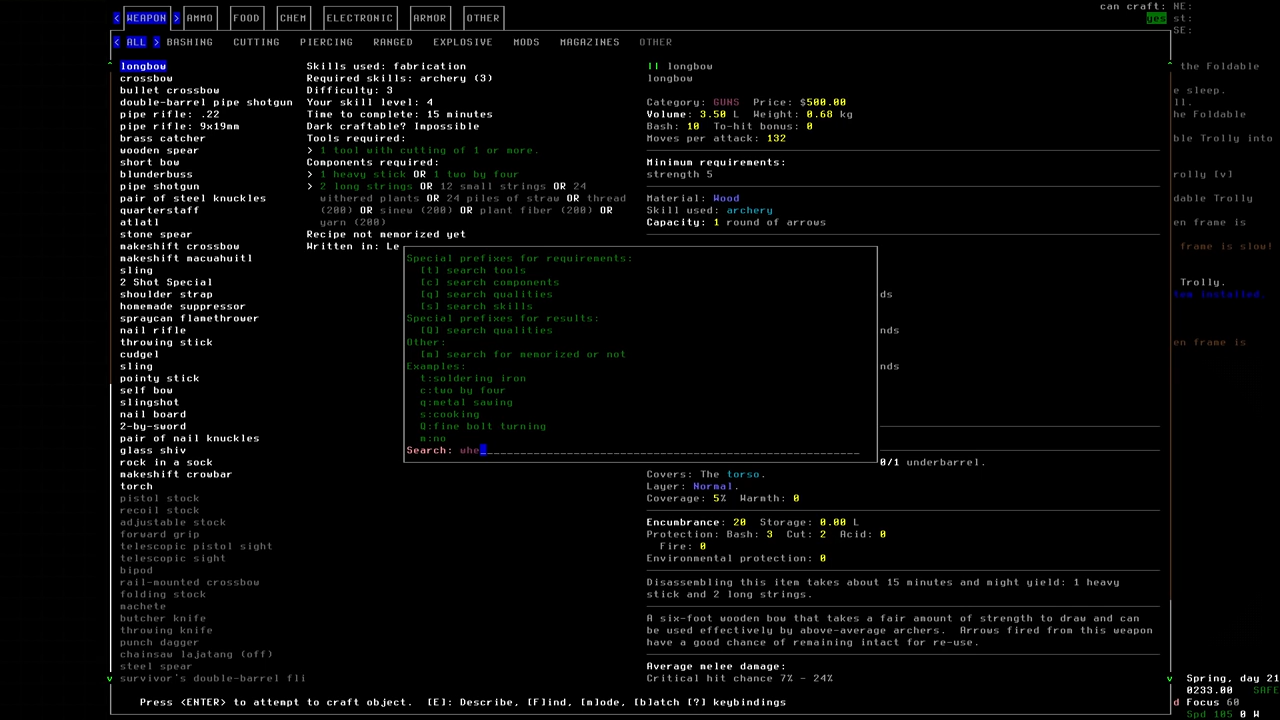 can craft: NE:
< WEAPON > AMMO FOOD CHEM ELECTRONIC ARMOR OTHER
yes st:
SE:
< ALL > BASHING CUTTING PIERCING RANGED EXPLOSIVE MODS MAGAZINES OTHER
longbow Skills used: fabrication || longbow the Foldable
crossbow Required skills: archery (3) longbow
bullet crossbow Difficulty: 3 e sleep.
double-barrel pipe shotgun Your skill level: 4 Category: GUNS Price: $500.00 ll.
pipe rifle: .22 Time to complete: 15 minutes Volume: 3.50 L Weight: 0.68 kg he Foldable
pipe rifle: 9x19mm Dark craftable? Impossible Bash: 10 To-hit bonus: 0
brass catcher Tools required: Moves per attack: 132 ble Trolly into
wooden spear > 1 tool with cutting of 1 or more.
short bow Components required: Minimum requirements:
blunderbuss > 1 heavy stick OR 1 two by four strength 5 rolly [v]
pipe shotgun > 2 long strings OR 12 small strings OR 24
pair of steel knuckles withered plants OR 24 piles of straw OR thread Material: Wood dable Trolly
quarterstaff (200) OR sinew (200) OR plant fiber (200) OR Skill used: archery
atlatl yarn (200) Capacity: 1 round of arrows en frame is
stone spear Recipe not memorized yet
makeshift crossbow Written in: Le frame is slow!
makeshift macuahuitl Special prefixes for requirements:
sling [t] search tools
2 Shot Special [c] search components Trolly.
shoulder strap [q] search qualities ds
homemade suppressor [s] search skills
spraycan flamethrower Special prefixes for results:
nail rifle [Q] search qualities nds
throwing stick Other: en frame is
cudgel [m] search for memorized or not
sling Examples: nds
pointy stick t:soldering iron
self bow c:two by four
slingshot q:metal sawing
nail board s:cooking
2-by-sword Q:fine bolt turning
pair of nail knuckles m:no
glass shiv Search: whe
rock in a sock 0/1 underbarrel.
makeshift crowbar Covers: The torso.
torch Layer: Normal.
pistol stock Coverage: 5% Warmth: 0
recoil stock
adjustable stock Encumbrance: 20 Storage: 0.00 L
forward grip Protection: Bash: 3 Cut: 2 Acid: 0
telescopic pistol sight Fire: 0
telescopic sight Environmental protection: 0
bipod
rail-mounted crossbow Disassembling this item takes about 15 minutes and might yield: 1 heavy
folding stock stick and 2 long strings.
machete
butcher knife A six-foot wooden bow that takes a fair amount of strength to draw and can
throwing knife be used effectively by above-average archers. Arrows fired from this weapon
punch dagger have a good chance of remaining intact for re-use.
chainsaw lajatang (off)
steel spear Average melee damage:
survivor's double-barrel fli Critical hit chance 7% - 24% Spring, day 21
0233.00 SAFE
Press <ENTER> to attempt to craft object. [E]: Describe, [F]ind, [m]ode, [b]atch [?] keybindings d Focus 60
Spd 105 0 W